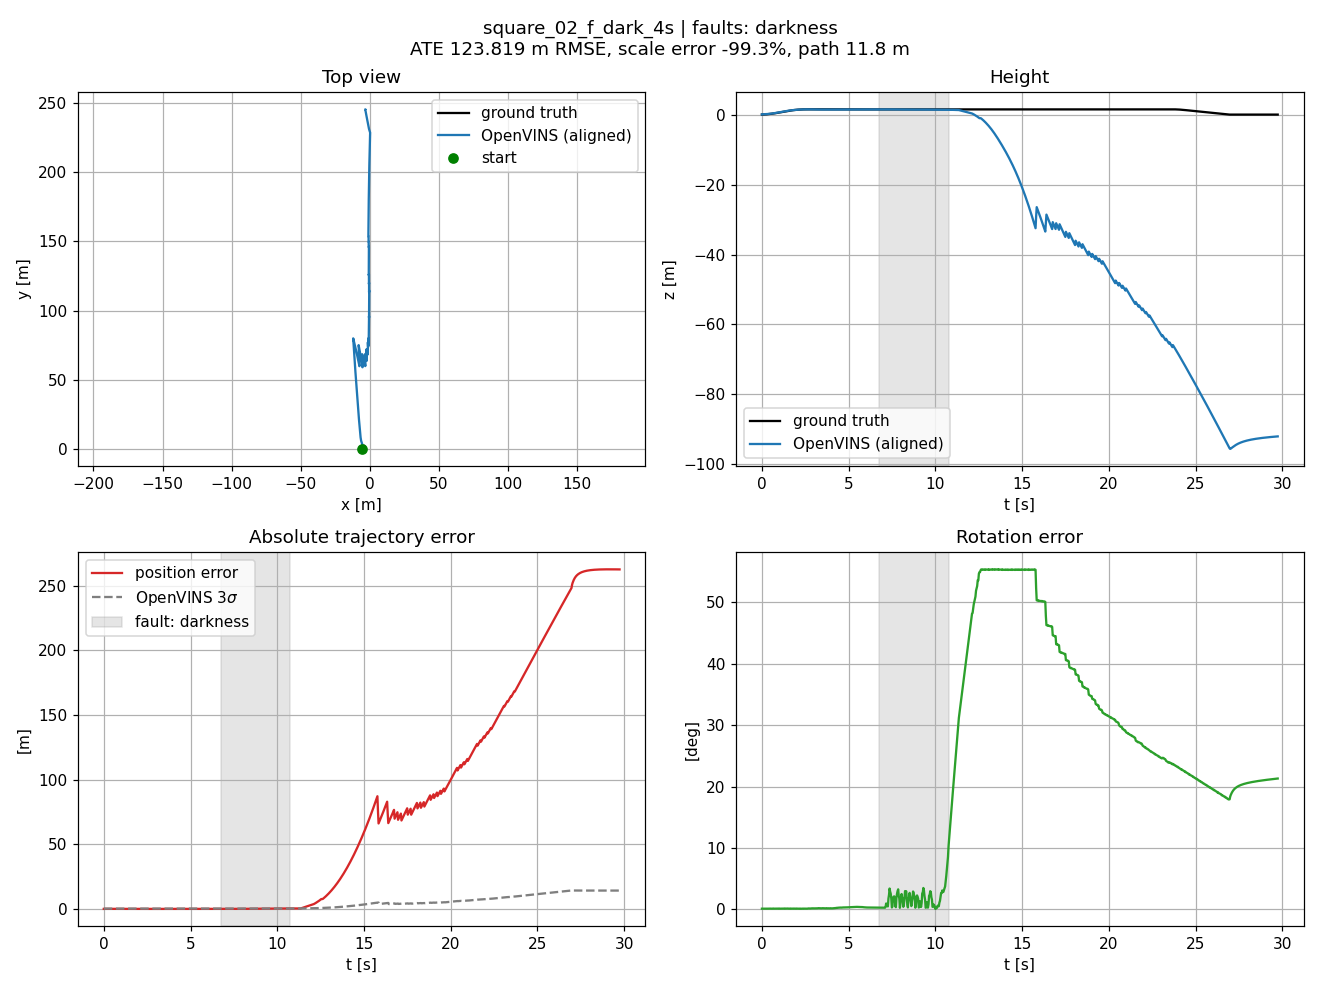 square_02_f_dark_4s | faults: darkness
ATE 123.819 m RMSE, scale error -99.3%, path 11.8 m
Top view
250
200
150
100
50
0
y [m]
−200
−150
−100
−50
0
50
100
150
x [m]
ground truth
OpenVINS (aligned)
start
Height
0
−20
−40
−60
−80
−100
z [m]
0
5
10
15
20
25
30
t [s]
ground truth
OpenVINS (aligned)
Absolute trajectory error
250
200
150
100
50
0
[m]
0
5
10
15
20
25
30
t [s]
position error
OpenVINS 3σ
fault: darkness
Rotation error
50
40
30
20
10
0
[deg]
0
5
10
15
20
25
30
t [s]